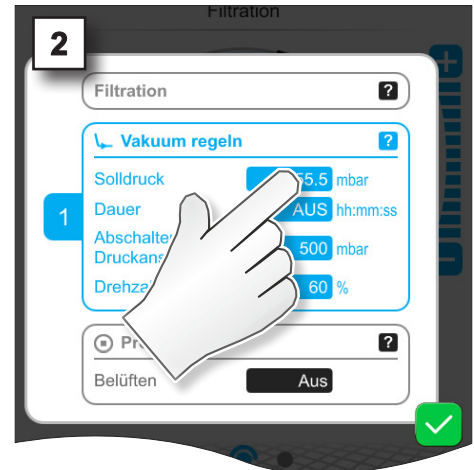 Filtration
2
Filtration ?
Vakuum regeln ?
Solldruck 55.5 mbar
1
Dauer AUS hh:mm:ss
Abschalten
Druckans 500 mbar
Drehza 60 %
Pr ?
Belüften Aus